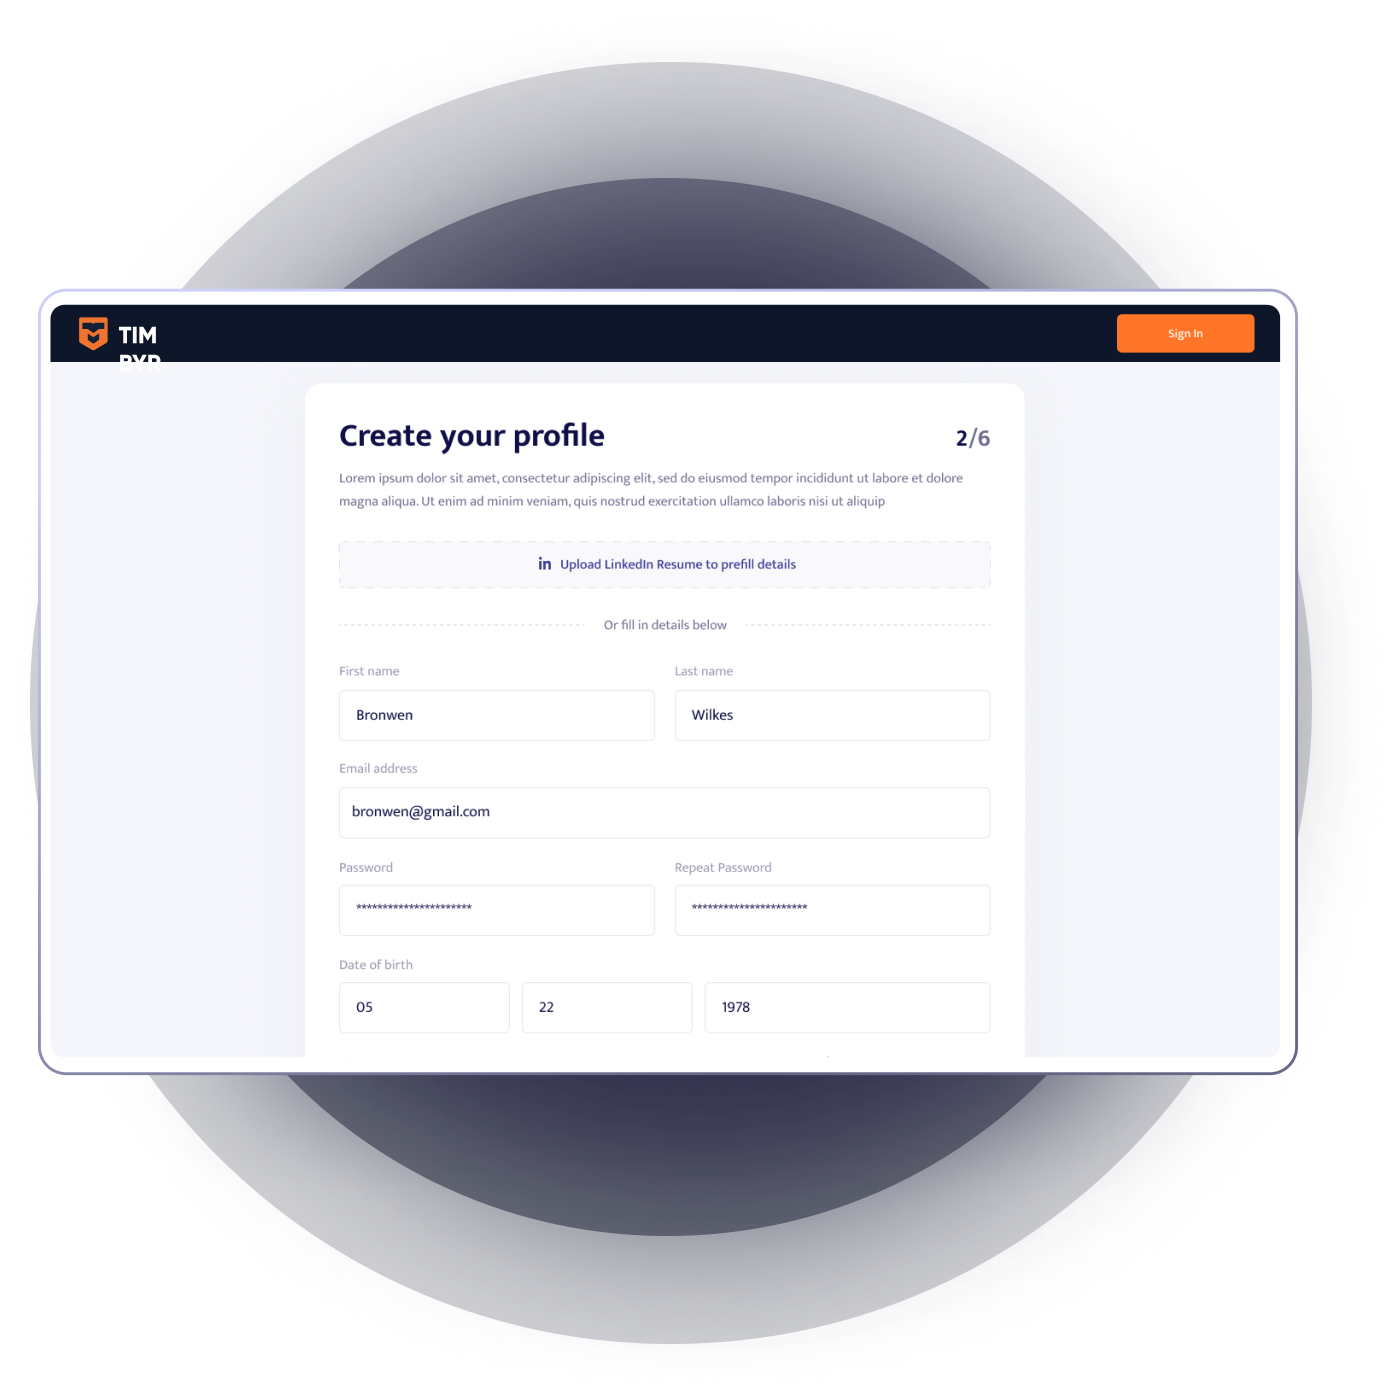 TIM
BYR
Sign In
Create your profile
2/6
Lorem ipsum dolor sit amet, consectetur adipiscing elit, sed do eiusmod tempor incididunt ut labore et dolore
magna aliqua. Ut enim ad minim veniam, quis nostrud exercitation ullamco laboris nisi ut aliquip
in Upload LinkedIn Resume to prefill details
Or fill in details below
First name
Last name
Bronwen
Wilkes
Email address
bronwen@gmail.com
Password
Repeat Password
**********************
**********************
Date of birth
05
22
1978